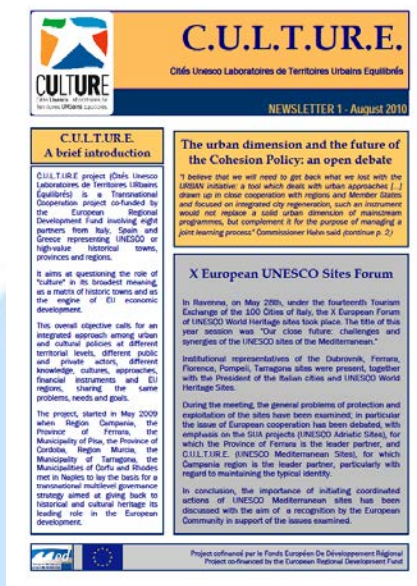 CULTURE
Cités Unesco Laboratoires de
Territoires URbains Equilibrés
C.U.L.T.UR.E.
Cités Unesco Laboratoires de Territoires Urbains Equilibrés
NEWSLETTER 1 - August 2010
C.U.L.T.UR.E.
A brief introduction
C.U.L.T.UR.E project (Cités Unesco
Laboratoires de Territoires URbains
Equilibrés) is a Transnational
Cooperation project co-funded by
the European Regional
Development Fund involving eight
partners from Italy, Spain and
Greece representing UNESCO or
high-value historical towns,
provinces and regions.
It aims at questioning the role of
"culture" in its broadest meaning,
as a matrix of historic towns and as
the engine of EU economic
development.
This overall objective calls for an
integrated approach among urban
and cultural policies at different
territorial levels, different public
and private actors, different
knowledge, cultures, approaches,
financial instruments and EU
regions, sharing the same
problems, needs and goals.
The project, started in May 2009
when Region Campania, the
Province of Ferrara, the
Municipality of Pisa, the Province of
Cordoba, Region Murcia, the
Municipality of Tarragona, the
Municipalities of Corfu and Rhodes
met in Naples to lay the basis for a
transnational multilevel governance
strategy aimed at giving back to
historical and cultural heritage its
leading role in the European
development.
The urban dimension and the future of
the Cohesion Policy: an open debate
"I believe that we will need to get back what we lost with the
URBAN initiative: a tool which deals with urban approaches [...]
drawn up in close cooperation with regions and Member States
and focused on integrated city regeneration, such an instrument
would not replace a solid urban dimension of mainstream
programmes, but complement it for the purpose of managing a
joint learning process" Commissioner Hahn said (continue p. 2)
X European UNESCO Sites Forum
In Ravenna, on May 28th, under the fourteenth Tourism
Exchange of the 100 Cities of Italy, the X European Forum
of UNESCO World Heritage sites took place. The title of this
year session was "Our close future: challenges and
synergies of the UNESCO sites of the Mediterranean."
Institutional representatives of the Dubrovnik, Ferrara,
Florence, Pompeii, Tarragona sites were present, together
with the President of the Italian cities and UNESCO World
Heritage Sites.
During the meeting, the general problems of protection and
exploitation of the sites have been examined; in particular
the issue of European cooperation has been debated, with
emphasis on the SUA projects (UNESCO Adriatic Sites), for
which the Province of Ferrara is the leader partner, and
C.U.L.T.UR.E. (UNESCO Mediterranean Sites), for which
Campania region is the leader partner, particularly with
regard to maintaining the typical identity.
In conclusion, the importance of initiating coordinated
actions of UNESCO Mediterranean sites has been
discussed with the aim of a recognition by the European
Community in support of the issues examined.
med
Project cofinancé par le Fonds Européen De Développement Régional
Project co-financed by the European Regional Development Fund